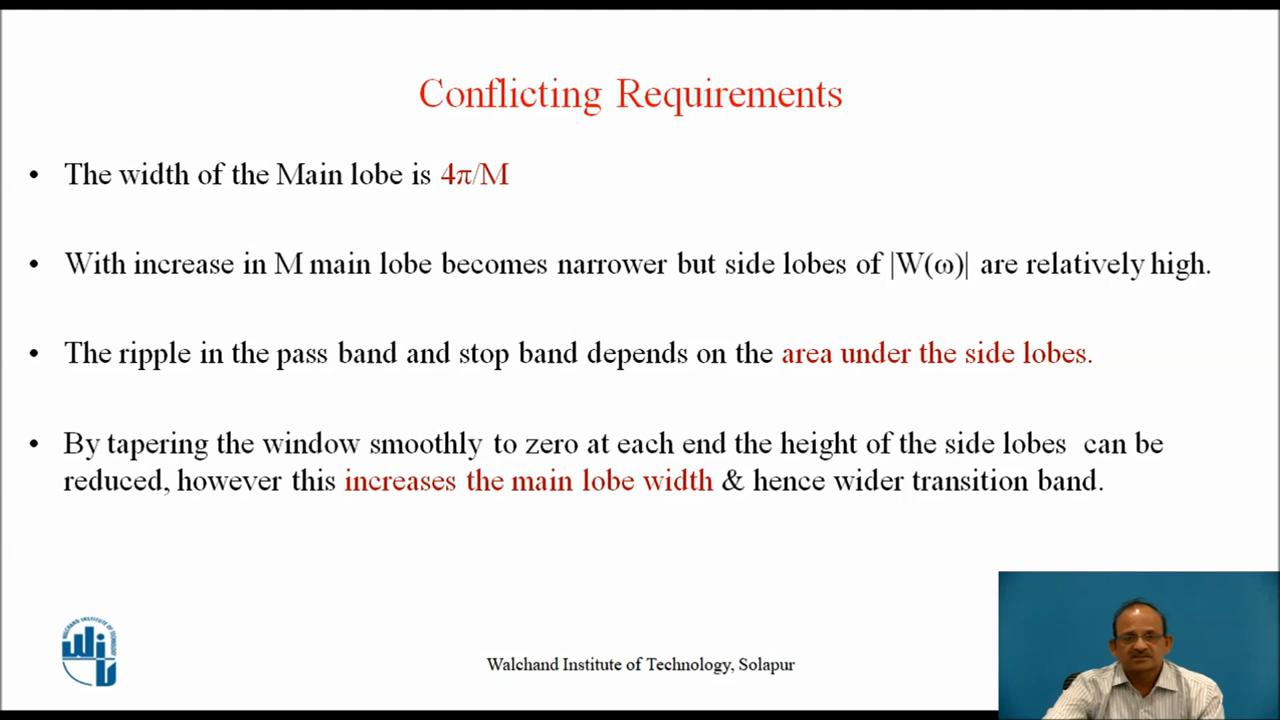 Conflicting Requirements
• The width of the Main lobe is 4π/M
• With increase in M main lobe becomes narrower but side lobes of |W(ω)| are relatively high.
• The ripple in the pass band and stop band depends on the area under the side lobes.
• By tapering the window smoothly to zero at each end the height of the side lobes can be
reduced, however this increases the main lobe width & hence wider transition band.
WALCHAND INSTITUTE OF TECHNOLOGY
Walchand Institute of Technology, Solapur